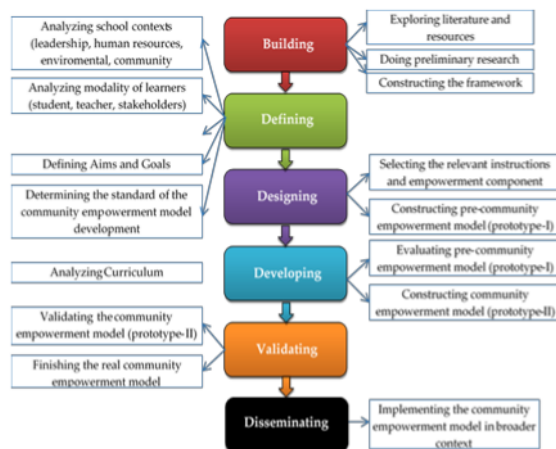 Analyzing school contexts
(leadership, human resources,
enviromental, community
Analyzing modality of learners
(student, teacher, stakeholders)
Defining Aims and Goals
Determining the standard of the
community empowerment model
development
Analyzing Curriculum
Validating the community
empowerment model (prototype-II)
Finishing the real community
empowerment model
Building
Defining
Designing
Developing
Validating
Disseminating
Exploring literature and
resources
Doing preliminary research
Constructing the framework
Selecting the relevant instructions
and empowerment component
Constructing pre-community
empowerment model (prototype-I)
Evaluating pre-community
empowerment model (prototype-I)
Constructing community
empowerment model (prototype-II)
Implementing the community
empowerment model in broader
context